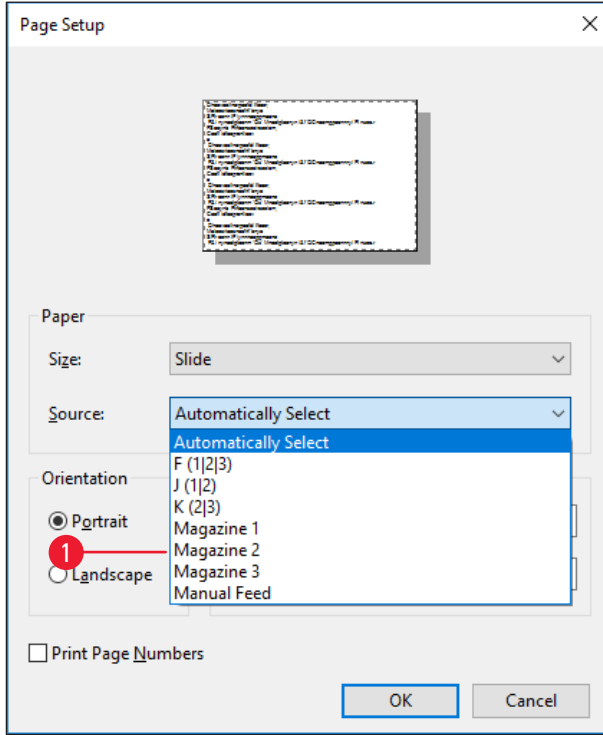 Page Setup
Paper
Size: Slide
Source: Automatically Select
Automatically Select
F (1|2|3)
J (1|2)
K (2|3)
Magazine 1
Magazine 2
Magazine 3
Manual Feed
Orientation
Portrait
1
Landscape
Print Page Numbers
OK Cancel